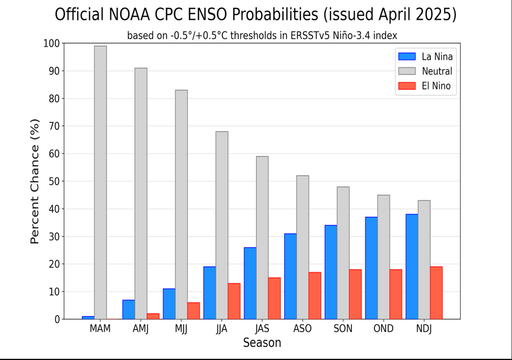 Official NOAA CPC ENSO Probabilities (issued April 2025)
based on -0.5°/+0.5°C thresholds in ERSSTv5 Niño-3.4 index
Percent Chance (%)
100
90
80
70
60
50
40
30
20
10
0
La Nina
Neutral
El Nino
MAM AMJ MJJ JJA JAS ASO SON OND NDJ
Season